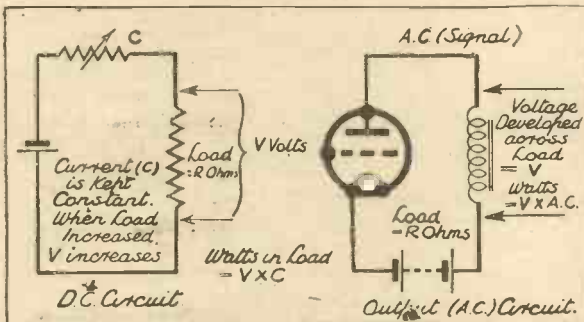 C
Current (C)
is Kept
Constant.
When Load
Increased,
V increases
Load
=R Ohms
V Volts
Watts in Load
= V X C
D.C. Circuit
A.C. (Signal)
Voltage
Developed
across
Load
= V
Watts
= V X A.C.
Load
=R Ohms
Output (A.C.) Circuit.